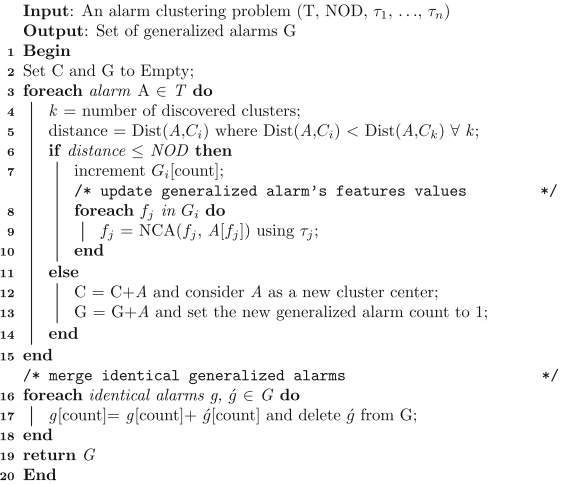 Input: An alarm clustering problem (T, NOD, τ1, ..., τn)
Output: Set of generalized alarms G
1 Begin
2 Set C and G to Empty;
3 foreach alarm A ∈ T do
4 k = number of discovered clusters;
5 distance = Dist(A,Ci) where Dist(A,Ci) < Dist(A,Ck) ∀ k;
6 if distance ≤ NOD then
7 increment Gi[count];
/* update generalized alarm's features values */
8 foreach fj in Gi do
9 fj = NCA(fj, A[fj]) using τj;
10 end
11 else
12 C = C+A and consider A as a new cluster center;
13 G = G+A and set the new generalized alarm count to 1;
14 end
15 end
/* merge identical generalized alarms */
16 foreach identical alarms g, ǵ ∈ G do
17 g[count]= g[count]+ ǵ[count] and delete ǵ from G;
18 end
19 return G
20 End